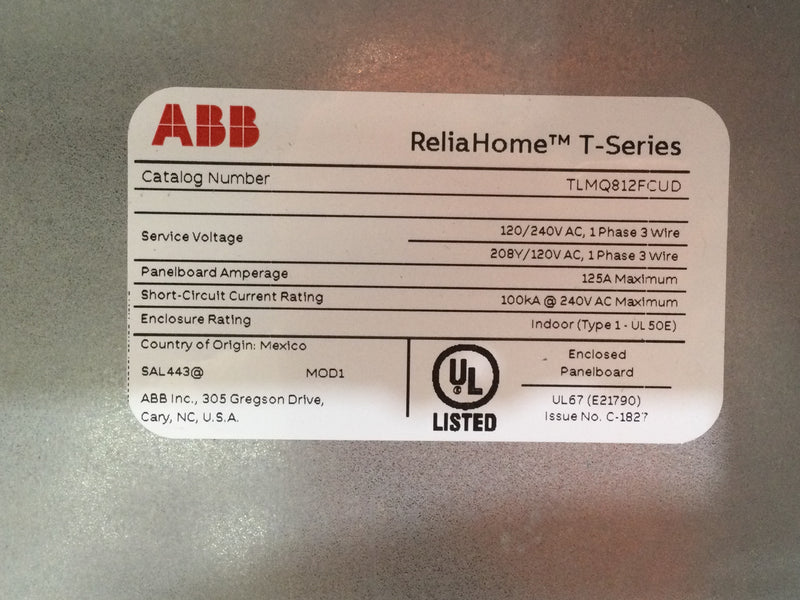 ABB
ReliaHome™ T-Series
Catalog Number TLMQ812FCUD
Service Voltage 120/240V AC, 1 Phase 3 Wire
208Y/120V AC, 1 Phase 3 Wire
Panelboard Amperage 125A Maximum
Short-Circuit Current Rating 100kA @ 240V AC Maximum
Enclosure Rating Indoor (Type 1 - UL 50E)
Country of Origin: Mexico
SAL443@ MOD1
ABB Inc., 305 Gregson Drive,
Cary, NC, U.S.A.
UL ®
LISTED
Enclosed
Panelboard
UL67 (E21790)
Issue No. C-1827